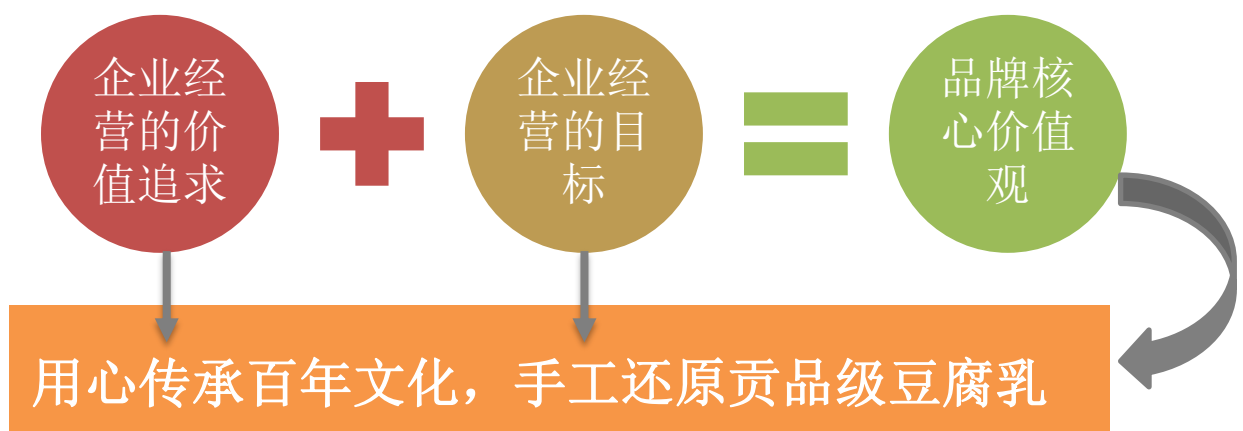 企业经
营的价
值追求
企业经
营的目
标
品牌核
心价值
观
用心传承百年文化，手工还原贡品级豆腐乳